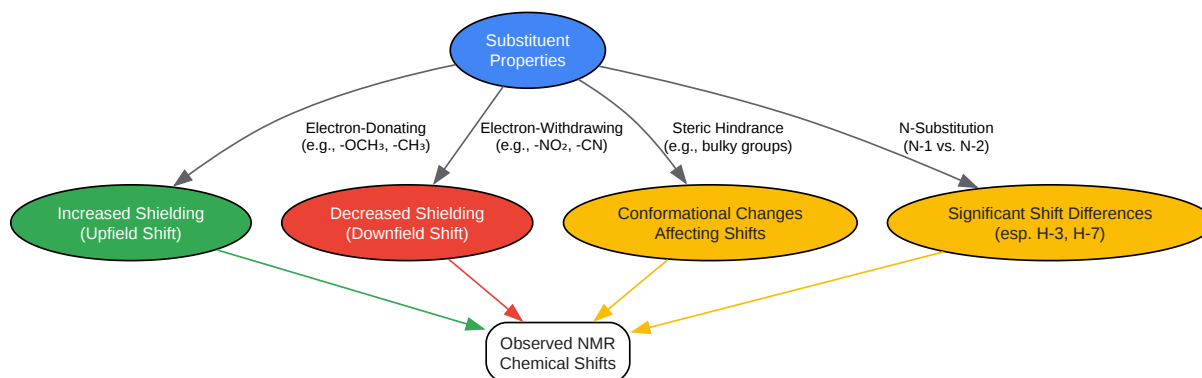 Substituent
Properties
Electron-Donating
(e.g., -OCH₃, -CH₃)
Electron-Withdrawing
(e.g., -NO₂, -CN)
Steric Hindrance
(e.g., bulky groups)
N-Substitution
(N-1 vs. N-2)
Increased Shielding
(Upfield Shift)
Decreased Shielding
(Downfield Shift)
Conformational Changes
Affecting Shifts
Significant Shift Differences
(esp. H-3, H-7)
Observed NMR
Chemical Shifts